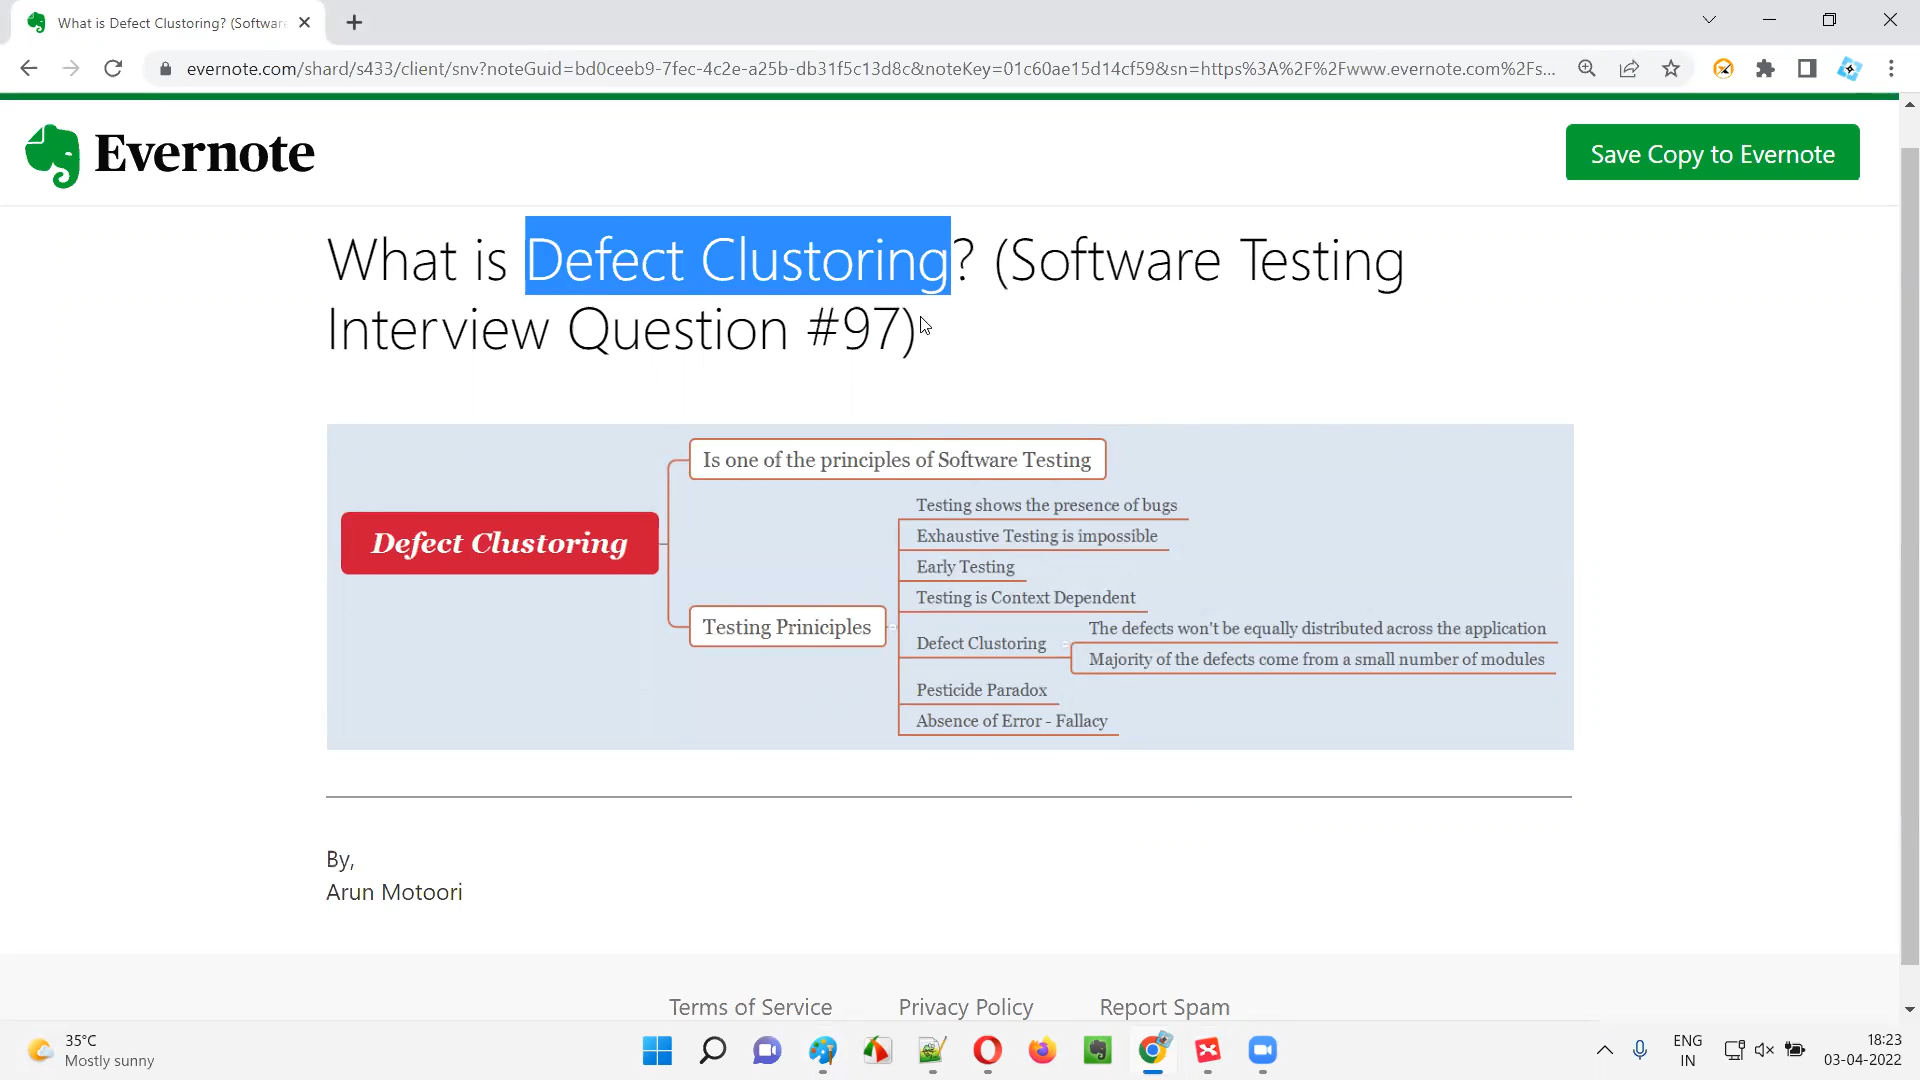 What is Defect Clustoring? (Softwar
evernote.com/shard/s433/client/snv?noteGuid=bd0ceeb9-7fec-4c2e-a25b-db31f5c13d8c&noteKey=01c60ae15d14cf59&sn=https%3A%2F%2Fwww.evernote.com%2Fs...
Evernote
Save Copy to Evernote
What is Defect Clustoring? (Software Testing
Interview Question #97)
Is one of the principles of Software Testing
Defect Clustoring
Testing Priniciples
Testing shows the presence of bugs
Exhaustive Testing is impossible
Early Testing
Testing is Context Dependent
Defect Clustoring
The defects won't be equally distributed across the application
Majority of the defects come from a small number of modules
Pesticide Paradox
Absence of Error - Fallacy
By,
Arun Motoori
Terms of Service Privacy Policy Report Spam
35°C
Mostly sunny
ENG
IN
18:23
03-04-2022